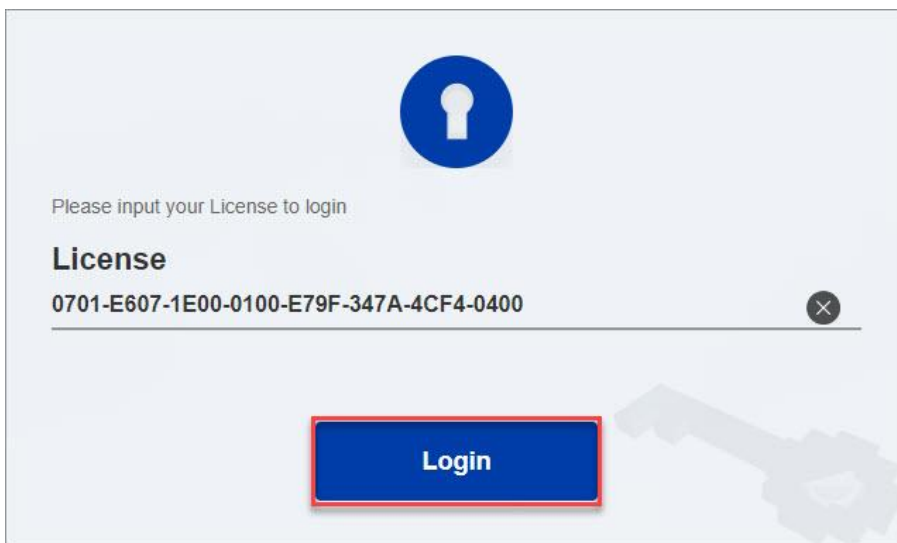 Please input your License to login
License
0701-E607-1E00-0100-E79F-347A-4CF4-0400
Login